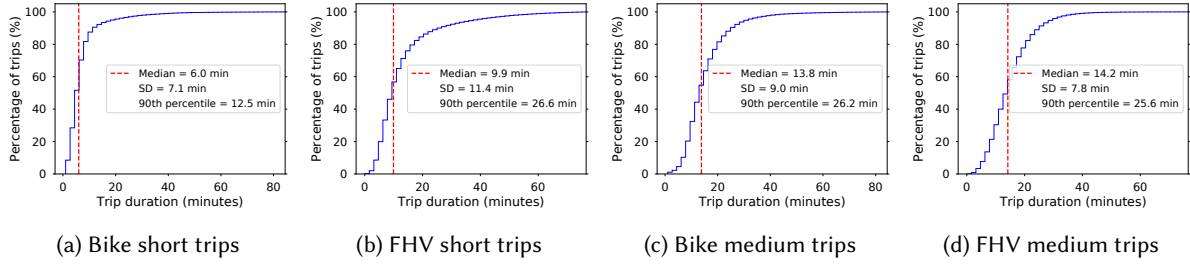 Percentage of trips (%)
100
80
60
40
20
0
Median = 6.0 min
SD = 7.1 min
90th percentile = 12.5 min
0 20 40 60 80
Trip duration (minutes)
(a) Bike short trips
Percentage of trips (%)
100
80
60
40
20
0
Median = 9.9 min
SD = 11.4 min
90th percentile = 26.6 min
0 20 40 60
Trip duration (minutes)
(b) FHV short trips
Percentage of trips (%)
100
80
60
40
20
0
Median = 13.8 min
SD = 9.0 min
90th percentile = 26.2 min
0 20 40 60 80
Trip duration (minutes)
(c) Bike medium trips
Percentage of trips (%)
100
80
60
40
20
0
Median = 14.2 min
SD = 7.8 min
90th percentile = 25.6 min
0 20 40 60
Trip duration (minutes)
(d) FHV medium trips